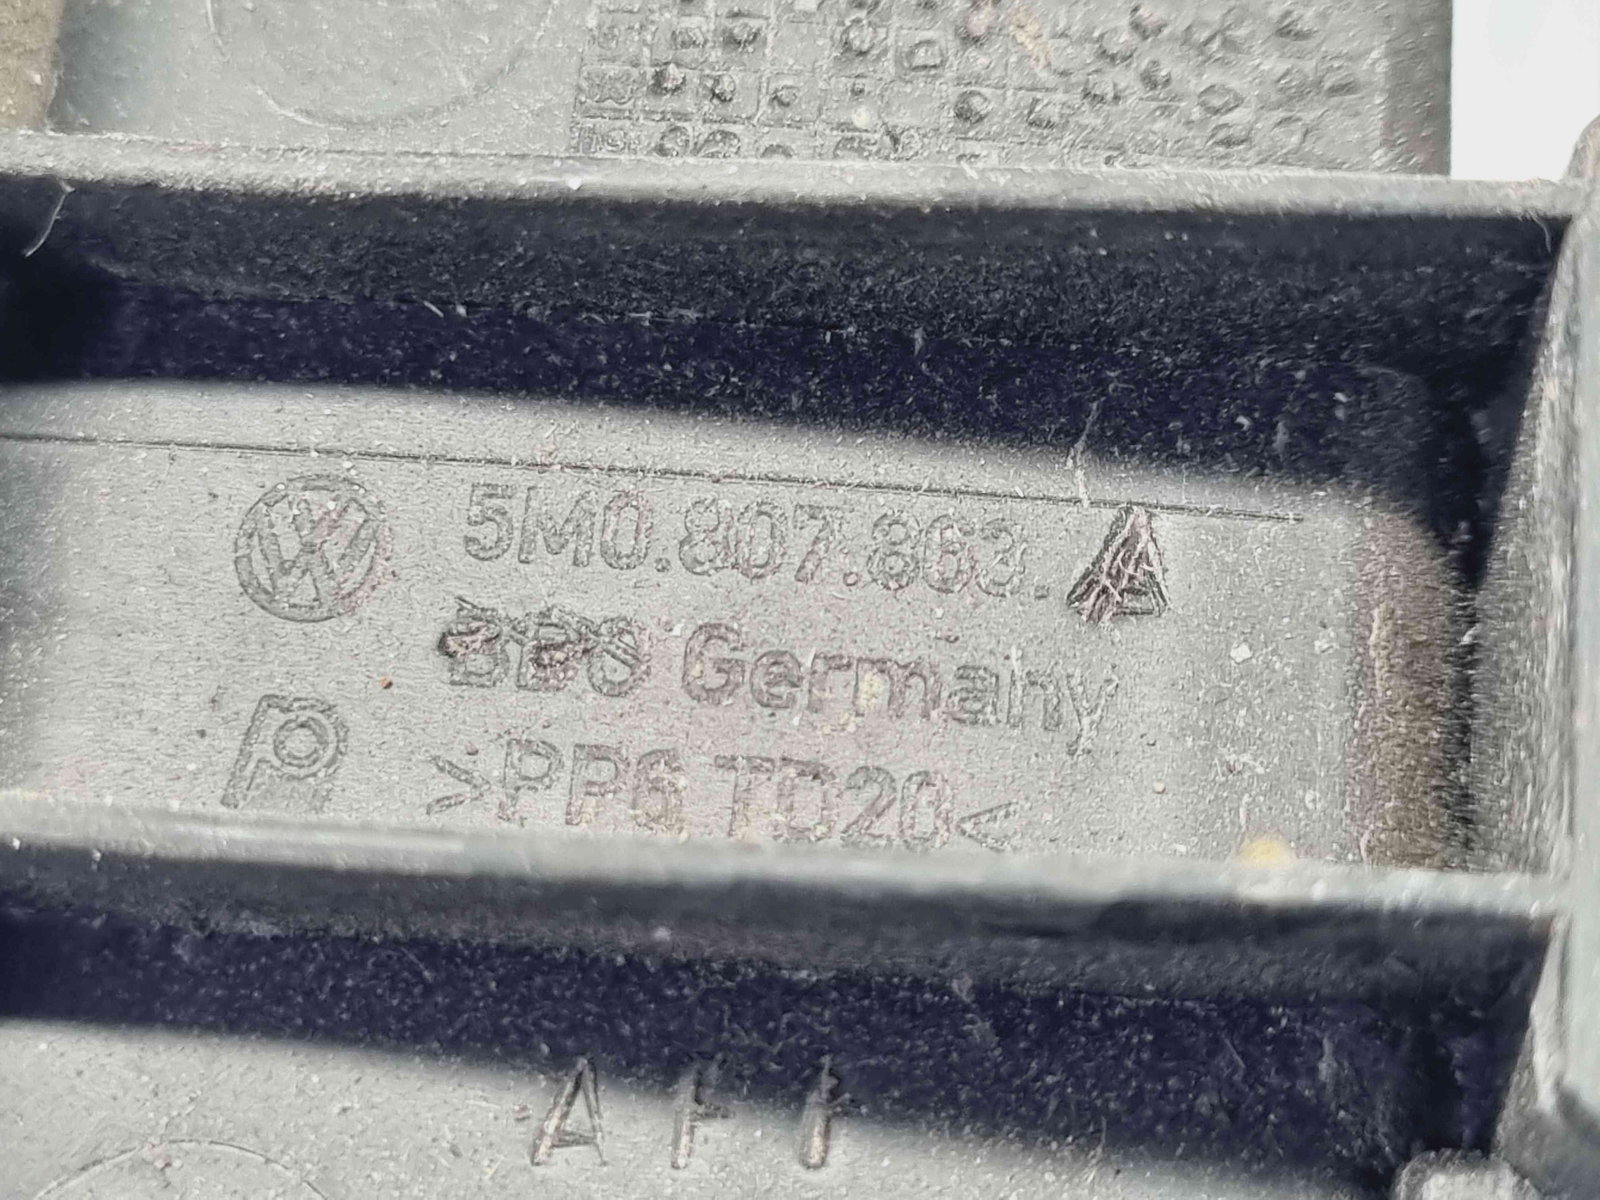 5M0.807.863.A
Germany
>PP6 TD20<